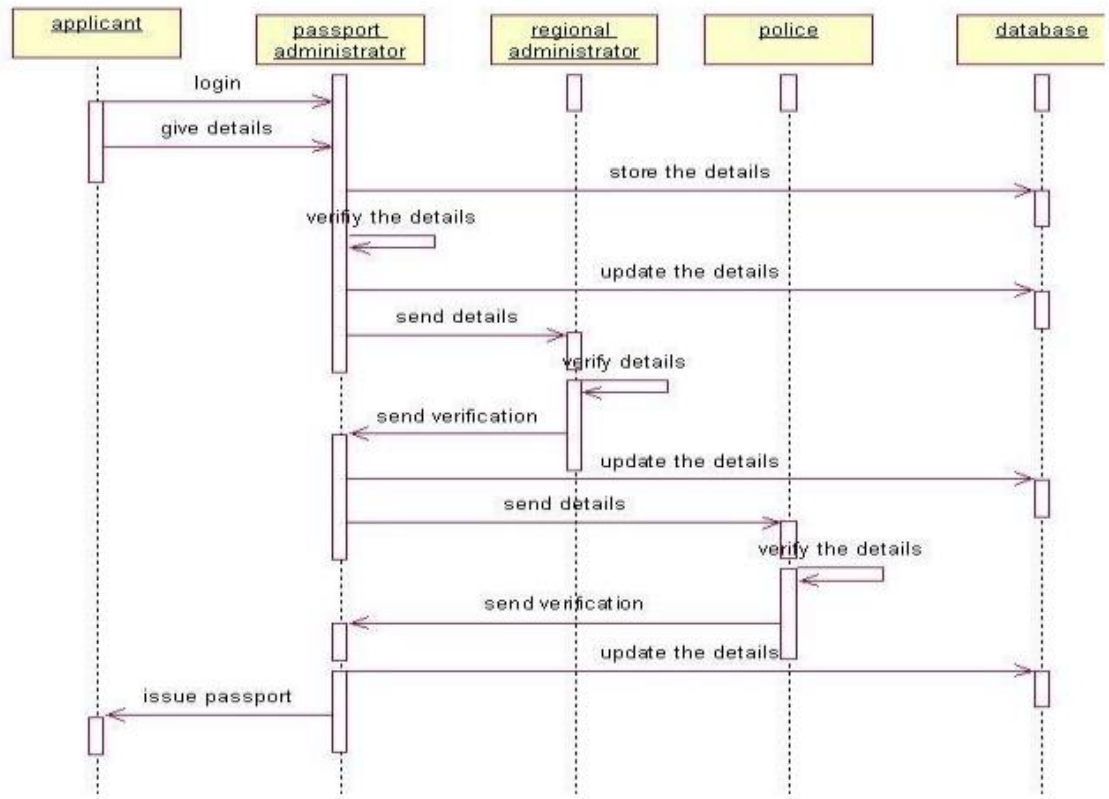 applicant
passport
administrator
regional
administrator
police
database
login
give details
store the details
verifiy the details
update the details
send details
verify details
send verification
update the details
send details
verify the details
send verification
update the details
issue passport